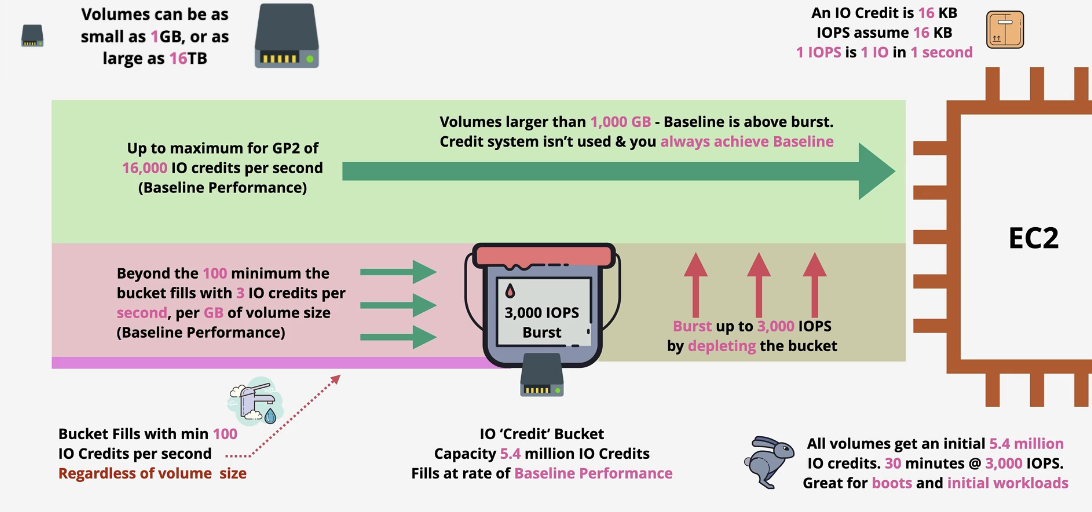 Volumes can be as
small as 1GB, or as
large as 16TB
An IO Credit is 16 KB
IOPS assume 16 KB
1 IOPS is 1 IO in 1 second
Volumes larger than 1,000 GB - Baseline is above burst.
Credit system isn't used & you always achieve Baseline
Up to maximum for GP2 of
16,000 IO credits per second
(Baseline Performance)
EC2
Beyond the 100 minimum the
bucket fills with 3 IO credits per
second, per GB of volume size
(Baseline Performance)
3,000 IOPS
Burst
Burst up to 3,000 IOPS
by depleting the bucket
Bucket Fills with min 100
IO Credits per second
Regardless of volume size
IO 'Credit' Bucket
Capacity 5.4 million IO Credits
Fills at rate of Baseline Performance
All volumes get an initial 5.4 million
IO credits. 30 minutes @ 3,000 IOPS.
Great for boots and initial workloads